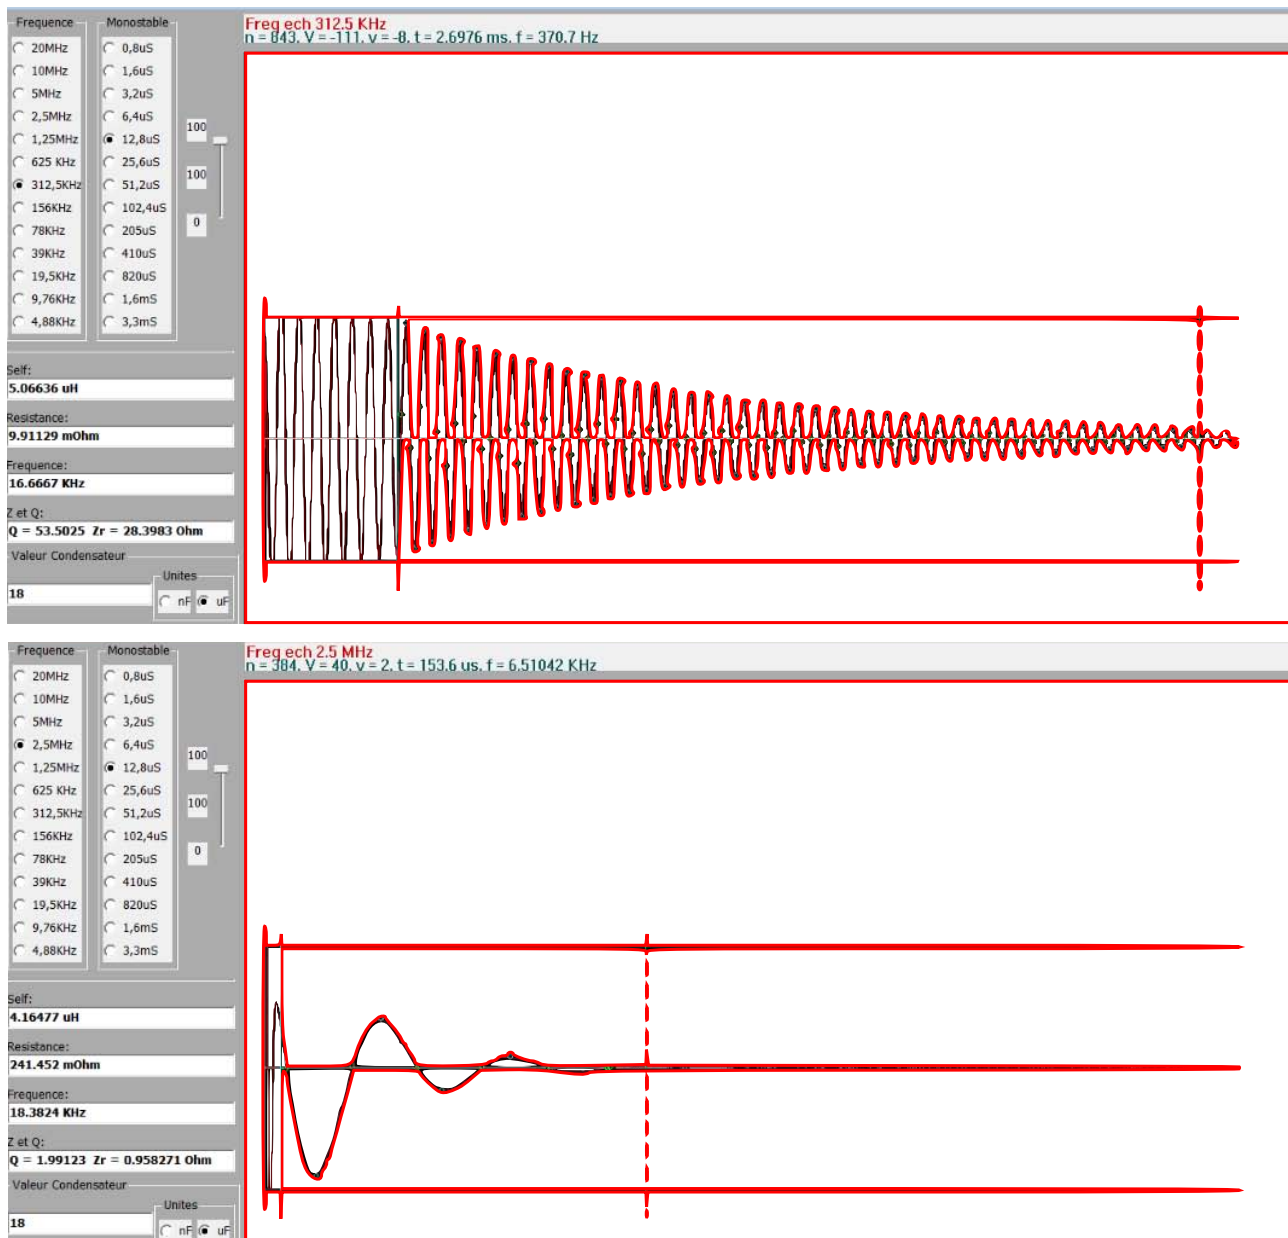 Frequence
Monostable
Freq ech 312.5 KHz
n = 843, V = -111, v = -8, t = 2.6976 ms, f = 370.7 Hz
20MHz
0,8uS
10MHz
1,6uS
5MHz
3,2uS
2,5MHz
6,4uS
1,25MHz
12,8uS
625 KHz
25,6uS
312,5KHz
51,2uS
156KHz
102,4uS
78KHz
205uS
39KHz
410uS
19,5KHz
820uS
9,76KHz
1,6mS
4,88KHz
3,3mS
100
100
0
Self:
5.06636 uH
Resistance:
9.91129 mOhm
Frequence:
16.6667 KHz
Z et Q:
Q = 53.5025 Zr = 28.3983 Ohm
Valeur Condensateur
Unites
18
nF
uF
Frequence
Monostable
Freq ech 2.5 MHz
n = 384, V = 40, v = 2, t = 153.6 us, f = 6.51042 KHz
20MHz
0,8uS
10MHz
1,6uS
5MHz
3,2uS
2,5MHz
6,4uS
1,25MHz
12,8uS
625 KHz
25,6uS
312,5KHz
51,2uS
156KHz
102,4uS
78KHz
205uS
39KHz
410uS
19,5KHz
820uS
9,76KHz
1,6mS
4,88KHz
3,3mS
100
100
0
Self:
4.16477 uH
Resistance:
241.452 mOhm
Frequence:
18.3824 KHz
Z et Q:
Q = 1.99123 Zr = 0.958271 Ohm
Valeur Condensateur
Unites
18
nF
uF